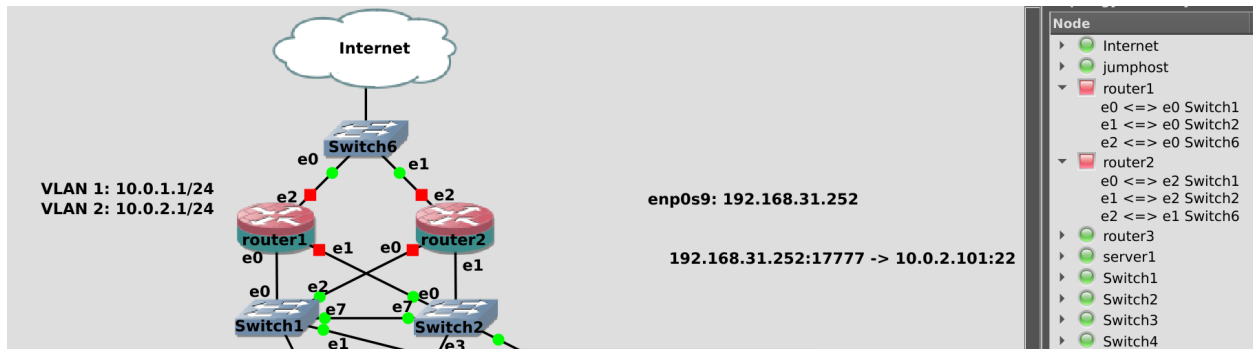 Internet
Switch6
e0
e1
e2
e2
VLAN 1: 10.0.1.1/24
VLAN 2: 10.0.2.1/24
enp0s9: 192.168.31.252
router1
router2
e1
e0
e0
e1
192.168.31.252:17777 -> 10.0.2.101:22
e0
e2
e7
e7
e0
Switch1
Switch2
e1
e3
Node
Internet
jumphost
router1
e0 <=> e0 Switch1
e1 <=> e0 Switch2
e2 <=> e0 Switch6
router2
e0 <=> e2 Switch1
e1 <=> e2 Switch2
e2 <=> e1 Switch6
router3
server1
Switch1
Switch2
Switch3
Switch4